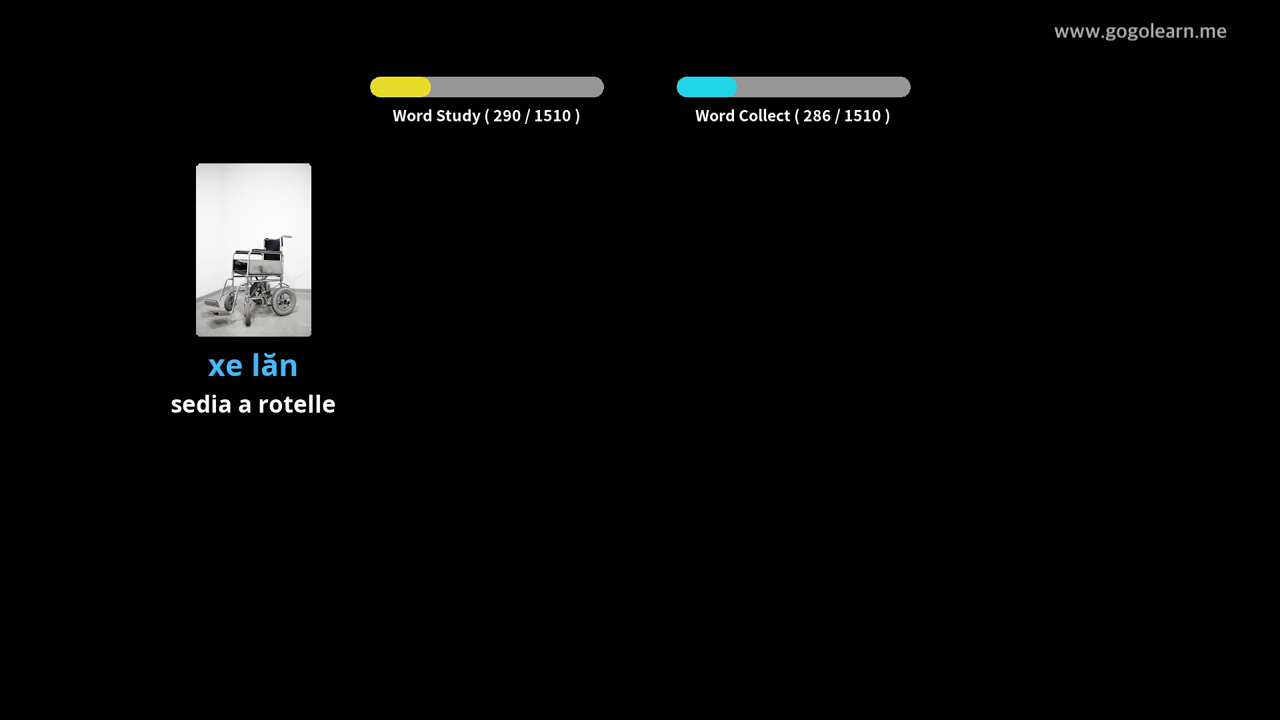 www.gogolearn.me
Word Study ( 290 / 1510 )
Word Collect ( 286 / 1510 )
xe lăn
sedia a rotelle